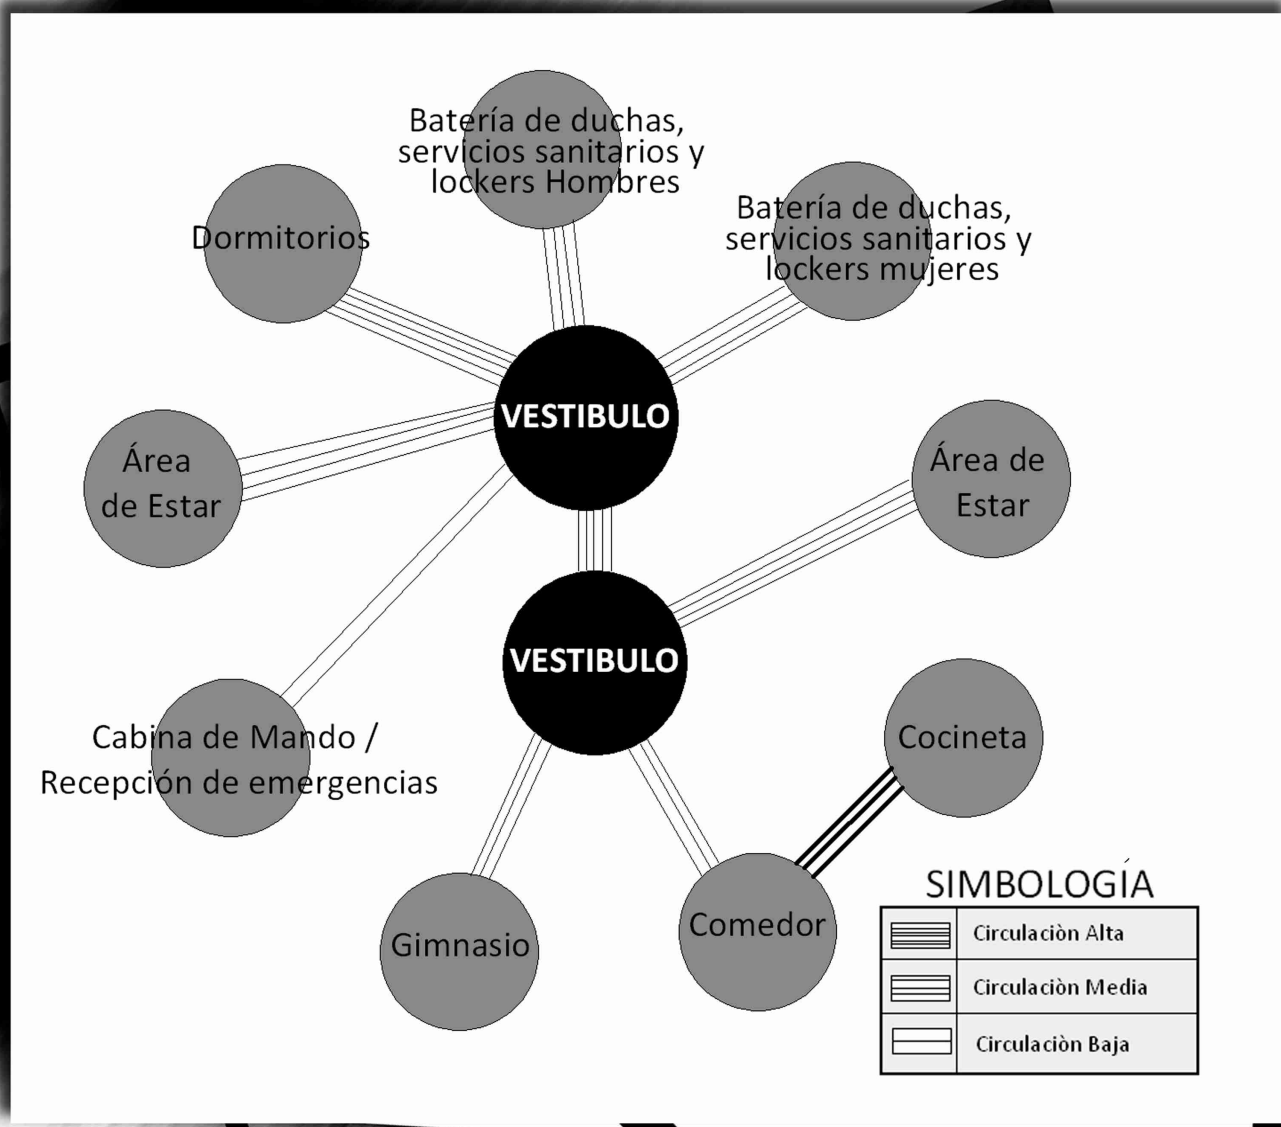 Batería de duchas,
servicios sanitarios y
lockers Hombres
Batería de duchas,
servicios sanitarios y
lockers mujeres
Dormitorios
VESTIBULO
Área
de Estar
Área de
Estar
VESTIBULO
Cabina de Mando /
Recepción de emergencias
Cocineta
Comedor
Gimnasio
SIMBOLOGÍA
Circulaciòn Alta
Circulaciòn Media
Circulaciòn Baja